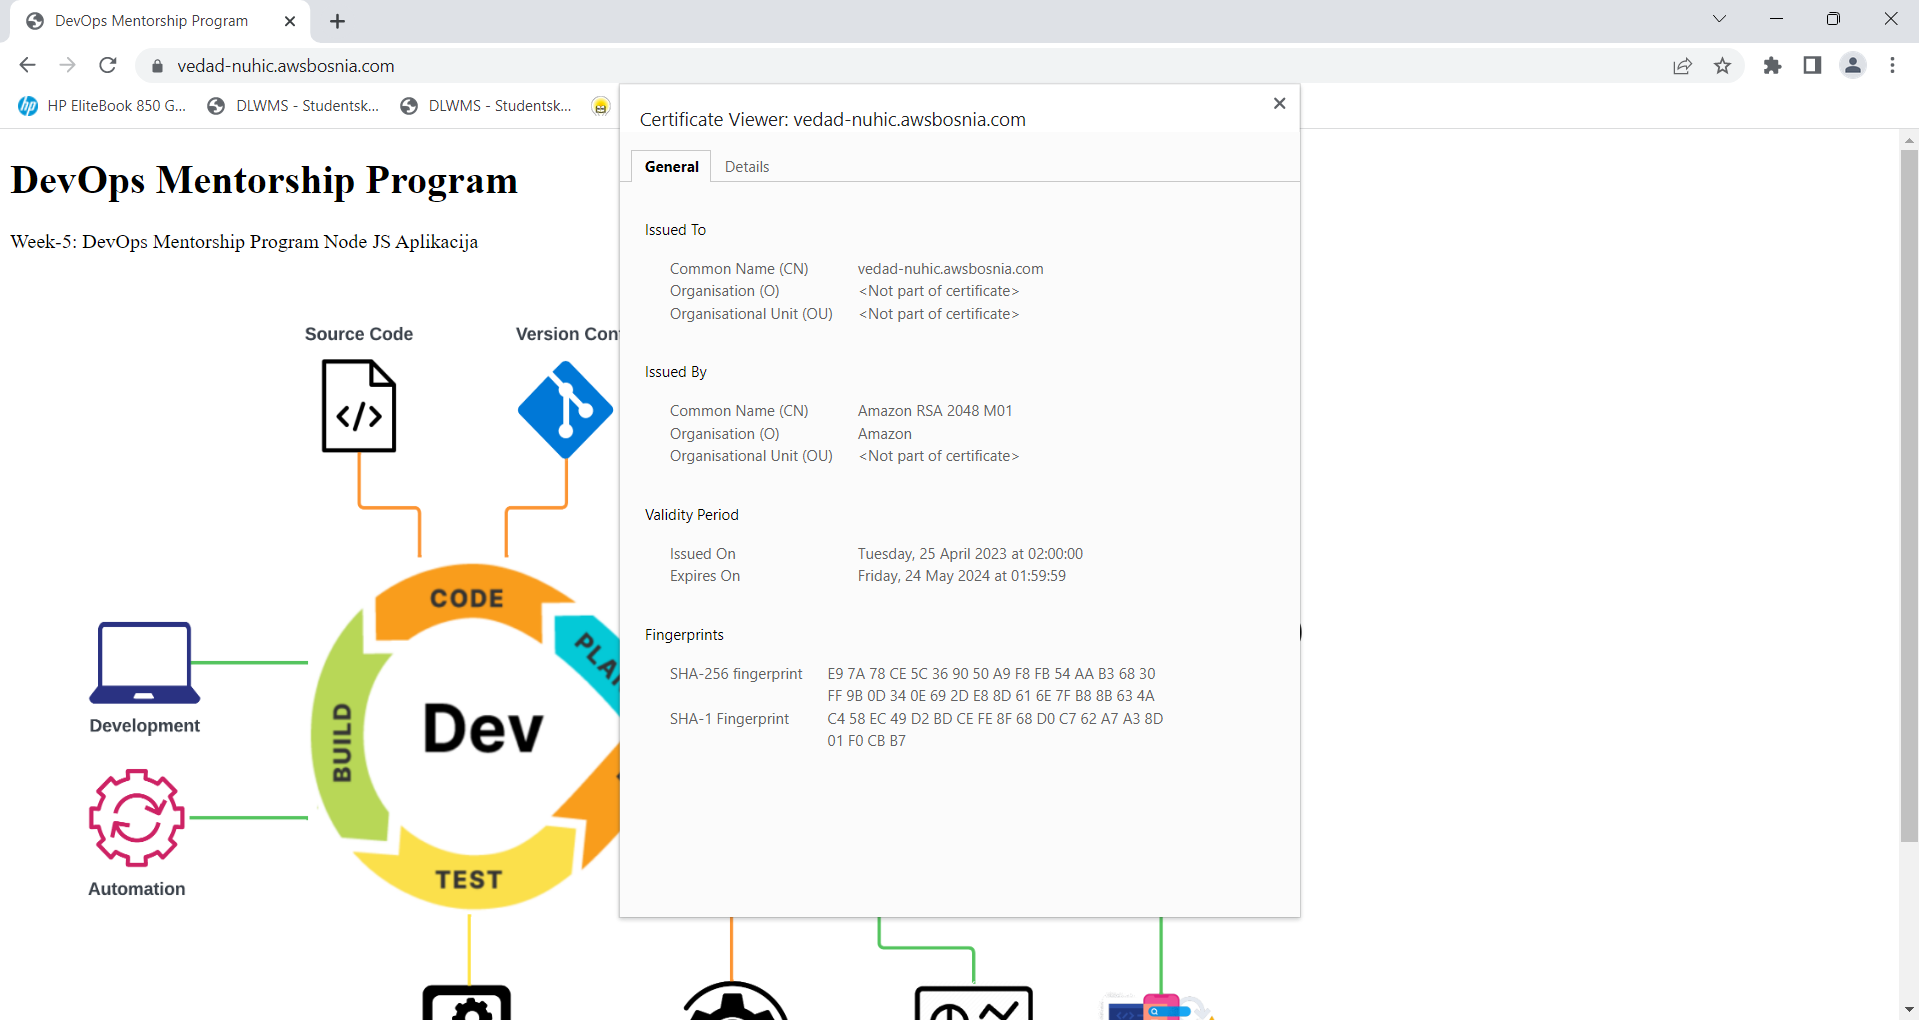 DevOps Mentorship Program
vedad-nuhic.awsbosnia.com
HP EliteBook 850 G... DLWMS - Studentsk... DLWMS - Studentsk...
DevOps Mentorship Program
Week-5: DevOps Mentorship Program Node JS Aplikacija
Source Code
Version Con
CODE
PLA
BUILD
Dev
TEST
Development
Automation
Certificate Viewer: vedad-nuhic.awsbosnia.com
General Details
Issued To
Common Name (CN) vedad-nuhic.awsbosnia.com
Organisation (O) <Not part of certificate>
Organisational Unit (OU) <Not part of certificate>
Issued By
Common Name (CN) Amazon RSA 2048 M01
Organisation (O) Amazon
Organisational Unit (OU) <Not part of certificate>
Validity Period
Issued On Tuesday, 25 April 2023 at 02:00:00
Expires On Friday, 24 May 2024 at 01:59:59
Fingerprints
SHA-256 fingerprint E9 7A 78 CE 5C 36 90 50 A9 F8 FB 54 AA B3 68 30
FF 9B 0D 34 0E 69 2D E8 8D 61 6E 7F B8 8B 63 4A
SHA-1 Fingerprint C4 58 EC 49 D2 BD CE FE 8F 68 D0 C7 62 A7 A3 8D
01 F0 CB B7